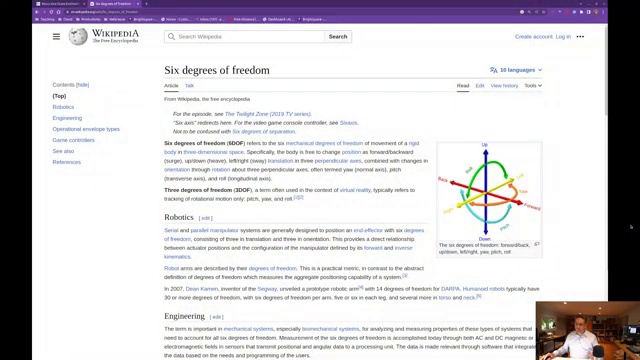 en.wikipedia.org/wiki/Six_degrees_of_freedom
Six degrees of freedom
WIKIPEDIA
The Free Encyclopedia
Search Wikipedia
Search
Create account Log in
Six degrees of freedom
10 languages
Article Talk
Read Edit View history Tools
Contents [hide]
(Top)
Robotics
Engineering
Operational envelope types
Game controllers
See also
References
From Wikipedia, the free encyclopedia
For the episode, see The Twilight Zone (2019 TV series).
"Six axis" redirects here. For the video game console controller, see Sixaxis.
Not to be confused with Six degrees of separation.
Six degrees of freedom (6DOF) refers to the six mechanical degrees of freedom of movement of a rigid
body in three-dimensional space. Specifically, the body is free to change position as forward/backward
(surge), up/down (heave), left/right (sway) translation in three perpendicular axes, combined with changes in
orientation through rotation about three perpendicular axes, often termed yaw (normal axis), pitch
(transverse axis), and roll (longitudinal axis).
Three degrees of freedom (3DOF), a term often used in the context of virtual reality, typically refers to
tracking of rotational motion only: pitch, yaw, and roll.[1][2]
Up
Back
Roll
Left
Yaw
Right
Forward
Pitch
Down
The six degrees of freedom: forward/back,
up/down, left/right, yaw, pitch, roll
Robotics [edit]
Serial and parallel manipulator systems are generally designed to position an end-effector with six degrees
of freedom, consisting of three in translation and three in orientation. This provides a direct relationship
between actuator positions and the configuration of the manipulator defined by its forward and inverse
kinematics.
Robot arms are described by their degrees of freedom. This is a practical metric, in contrast to the abstract
definition of degrees of freedom which measures the aggregate positioning capability of a system.[3]
In 2007, Dean Kamen, inventor of the Segway, unveiled a prototype robotic arm[4] with 14 degrees of freedom for DARPA. Humanoid robots typically have
30 or more degrees of freedom, with six degrees of freedom per arm, five or six in each leg, and several more in torso and neck.[5]
Engineering [edit]
The term is important in mechanical systems, especially biomechanical systems, for analyzing and measuring properties of these types of systems that
need to account for all six degrees of freedom. Measurement of the six degrees of freedom is accomplished today through both AC and DC magnetic or
electromagnetic fields in sensors that transmit positional and angular data to a processing unit. The data is made relevant through software that integrate
the data based on the needs and programming of the users.